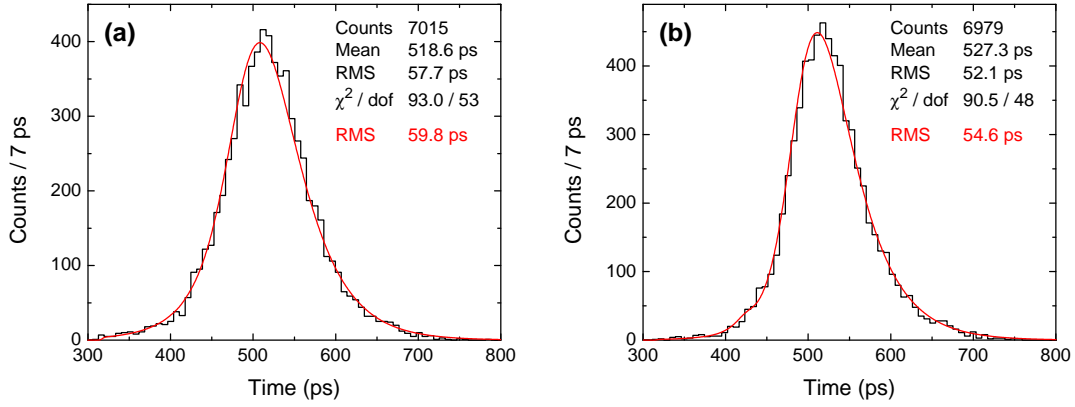 (a)
Counts 7015
Mean 518.6 ps
RMS 57.7 ps
χ² / dof 93.0 / 53
RMS 59.8 ps
Counts / 7 ps
400
300
200
100
0
300 400 500 600 700 800
Time (ps)
(b)
Counts 6979
Mean 527.3 ps
RMS 52.1 ps
χ² / dof 90.5 / 48
RMS 54.6 ps
Counts / 7 ps
400
300
200
100
0
300 400 500 600 700 800
Time (ps)